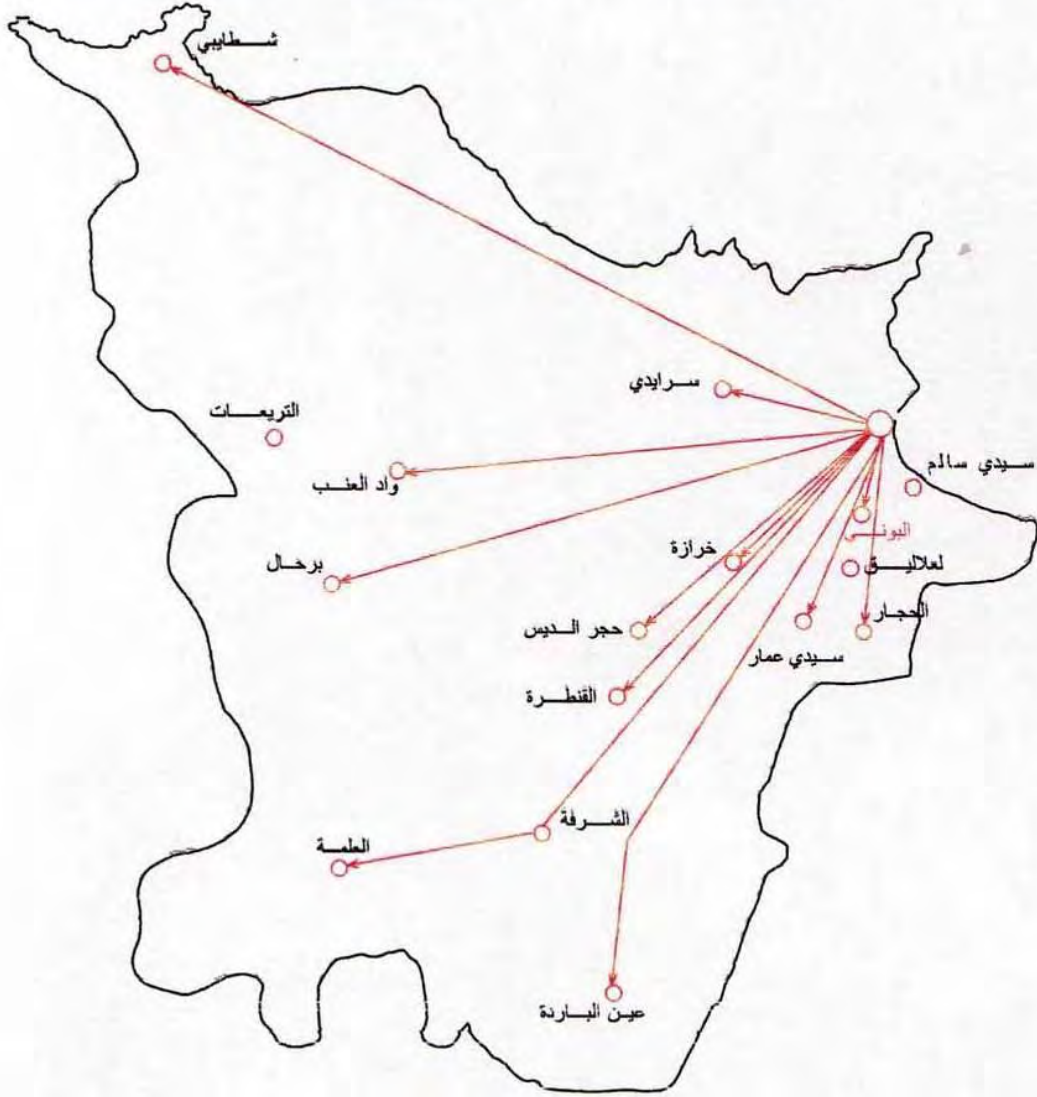 شطايبي
سرايدي
التريعات
سيدي سالم
واد العنب
البوني
خرازة
لعلاليق
برحال
الحجار
حجر الديس
سيدي عمار
القنطرة
الشرفة
العلمة
عين الباردة